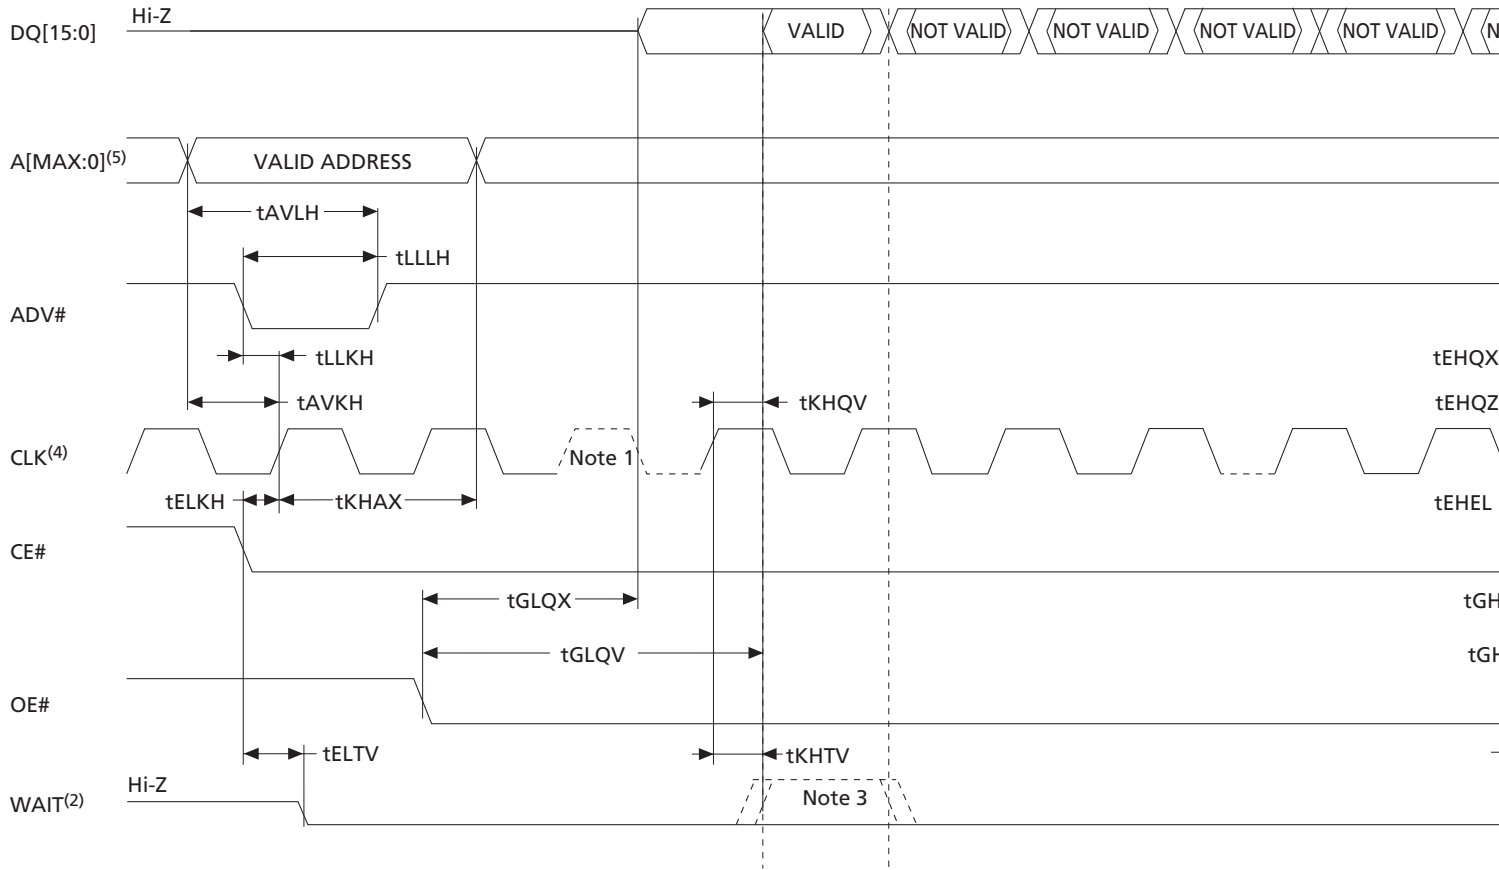 Hi-Z
DQ[15:0] VALID NOT VALID NOT VALID NOT VALID NOT VALID N
A[MAX:0](5) VALID ADDRESS
tAVLH
tLLLH
ADV#
tLLKH tEHQX
tAVKH tKHQV tEHQZ
CLK(4) Note 1
tELKH tKHAX tEHEL
CE#
tGLQX tGH
tGLQV tGH
OE#
tELTV tKHTV
Hi-Z
WAIT(2) Note 3